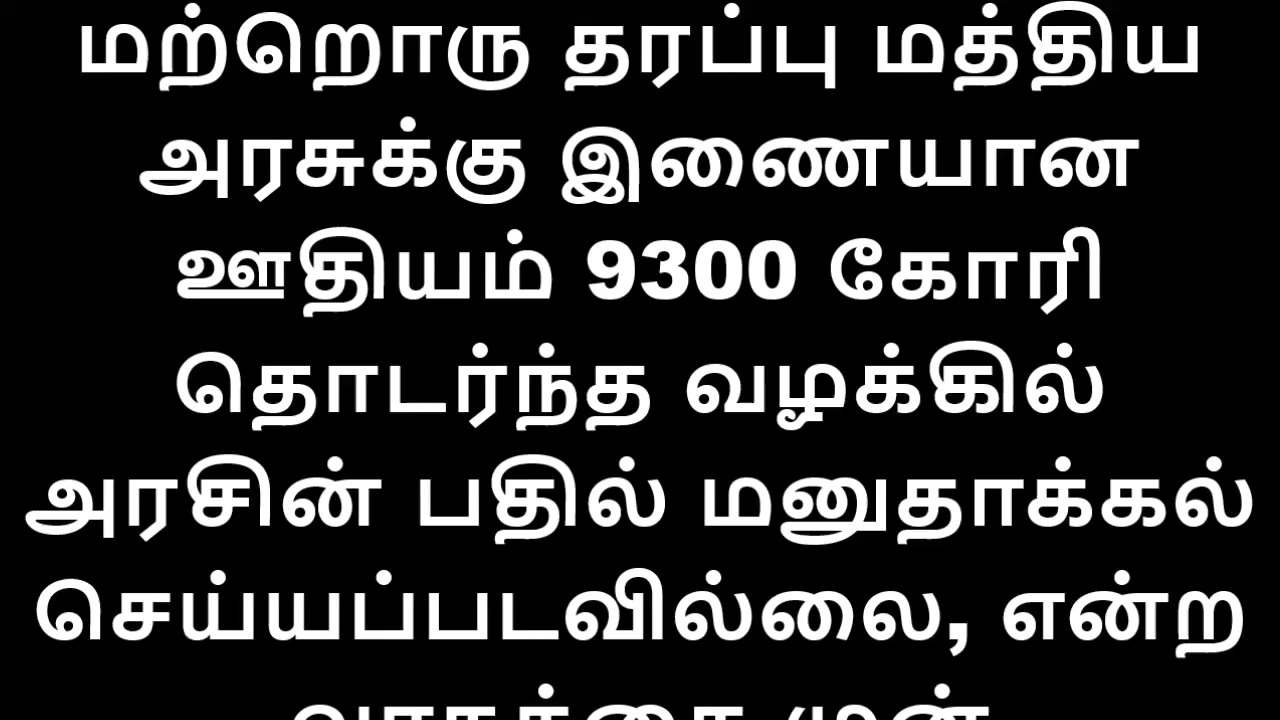 மற்றொரு தரப்பு மத்திய
அரசுக்கு இணையான
ஊதியம் 9300 கோரி
தொடர்ந்த வழக்கில்
அரசின் பதில் மனுதாக்கல்
செய்யப்படவில்லை, என்ற